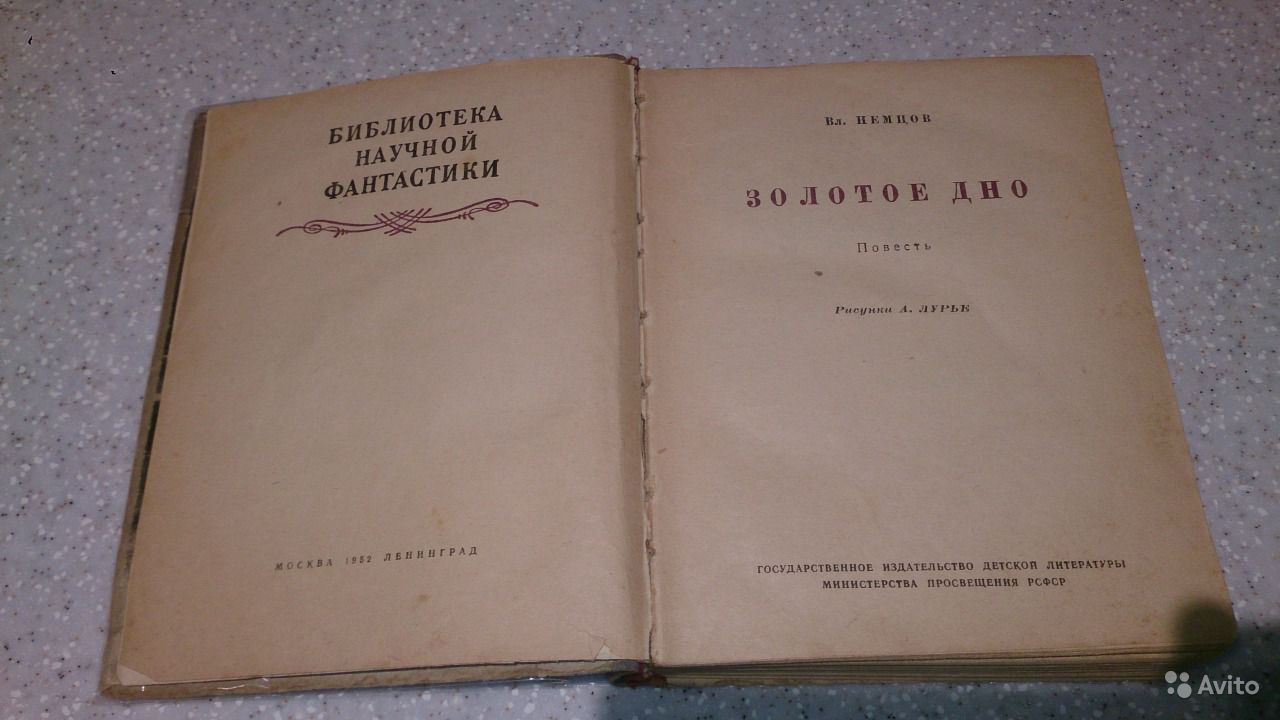 БИБЛИОТЕКА
НАУЧНОЙ
ФАНТАСТИКИ
МОСКВА 1952 ЛЕНИНГРАД
Вл. НЕМЦОВ
ЗОЛОТОЕ ДНО
Повесть
Рисунки А. ЛУРЬЕ
ГОСУДАРСТВЕННОЕ ИЗДАТЕЛЬСТВО ДЕТСКОЙ ЛИТЕРАТУРЫ
МИНИСТЕРСТВА ПРОСВЕЩЕНИЯ РСФСР
Avito